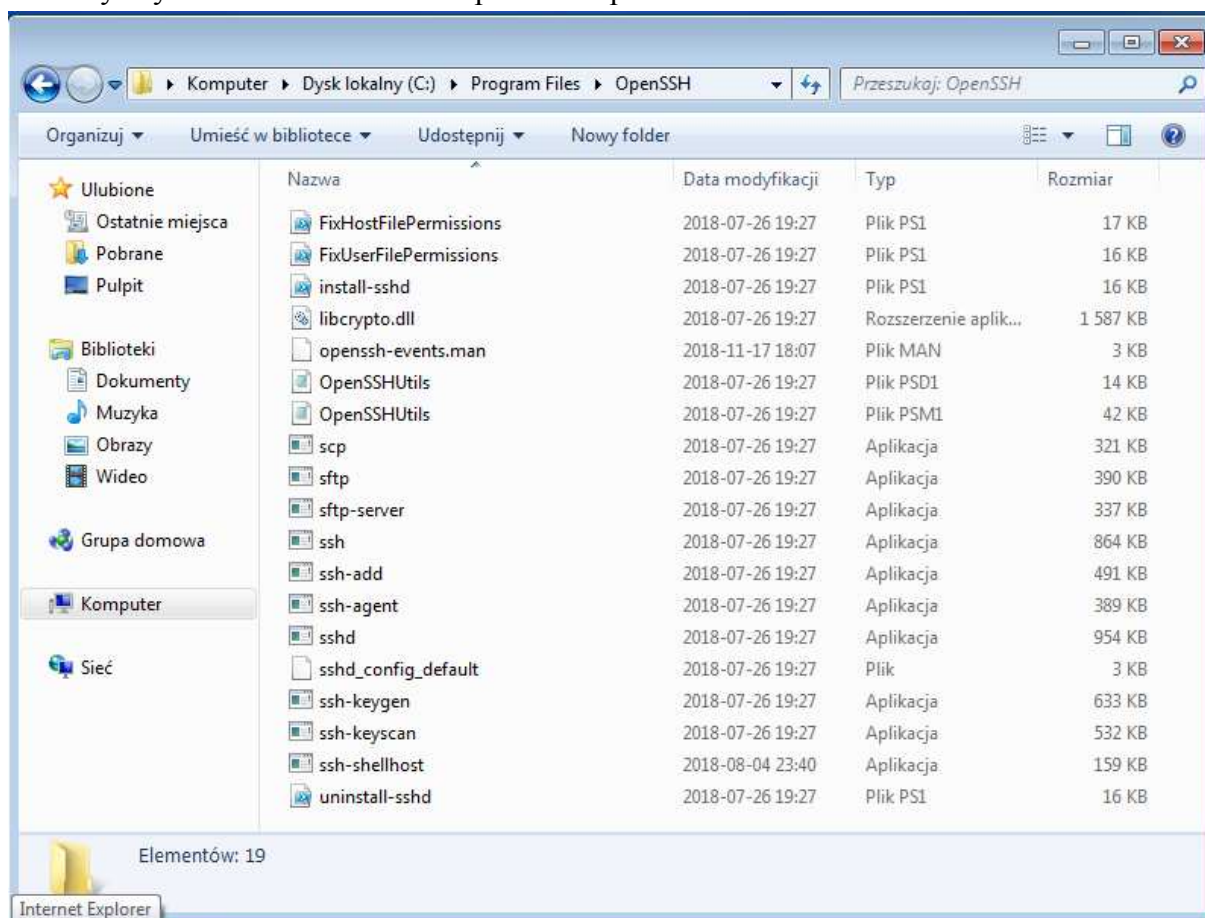 Komputer ▸ Dysk lokalny (C:) ▸ Program Files ▸ OpenSSH
Przeszukaj: OpenSSH
Organizuj Umieść w bibliotece Udostępnij Nowy folder
Ulubione
Ostatnie miejsca
Pobrane
Pulpit
Biblioteki
Dokumenty
Muzyka
Obrazy
Wideo
Grupa domowa
Komputer
Sieć
Nazwa Data modyfikacji Typ Rozmiar
FixHostFilePermissions 2018-07-26 19:27 Plik PS1 17 KB
FixUserFilePermissions 2018-07-26 19:27 Plik PS1 16 KB
install-sshd 2018-07-26 19:27 Plik PS1 16 KB
libcrypto.dll 2018-07-26 19:27 Rozszerzenie aplik... 1 587 KB
openssh-events.man 2018-11-17 18:07 Plik MAN 3 KB
OpenSSHUtils 2018-07-26 19:27 Plik PSD1 14 KB
OpenSSHUtils 2018-07-26 19:27 Plik PSM1 42 KB
scp 2018-07-26 19:27 Aplikacja 321 KB
sftp 2018-07-26 19:27 Aplikacja 390 KB
sftp-server 2018-07-26 19:27 Aplikacja 337 KB
ssh 2018-07-26 19:27 Aplikacja 864 KB
ssh-add 2018-07-26 19:27 Aplikacja 491 KB
ssh-agent 2018-07-26 19:27 Aplikacja 389 KB
sshd 2018-07-26 19:27 Aplikacja 954 KB
sshd_config_default 2018-07-26 19:27 Plik 3 KB
ssh-keygen 2018-07-26 19:27 Aplikacja 633 KB
ssh-keyscan 2018-07-26 19:27 Aplikacja 532 KB
ssh-shellhost 2018-08-04 23:40 Aplikacja 159 KB
uninstall-sshd 2018-07-26 19:27 Plik PS1 16 KB
Elementów: 19
Internet Explorer